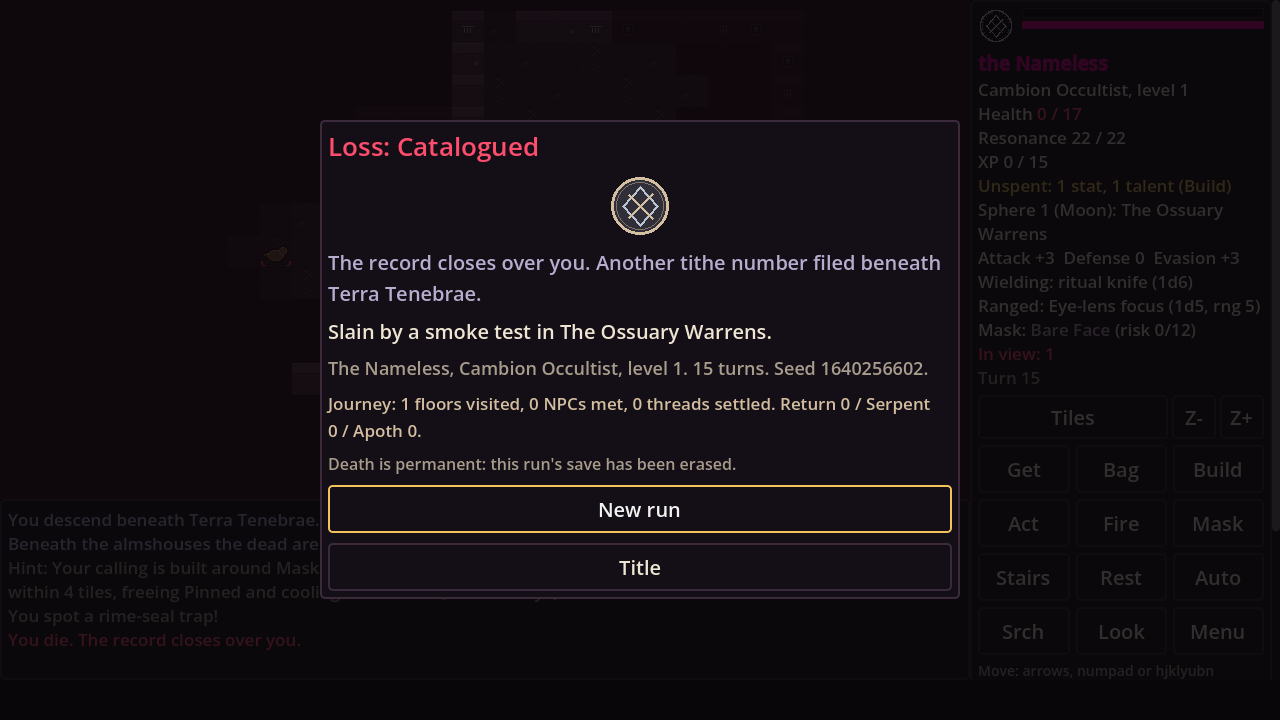 the Nameless
Cambion Occultist, level 1
Health 0 / 17
Resonance 22 / 22
XP 0 / 15
Unspent: 1 stat, 1 talent (Build)
Sphere 1 (Moon): The Ossuary
Warrens
Attack +3 Defense 0 Evasion +3
Wielding: ritual knife (1d6)
Ranged: Eye-lens focus (1d5, rng 5)
Mask: Bare Face (risk 0/12)
In view: 1
Turn 15
Tiles Z- Z+
Get Bag Build
Act Fire Mask
Stairs Rest Auto
Srch Look Menu
Move: arrows, numpad or hjklyubn
Loss: Catalogued
The record closes over you. Another tithe number filed beneath
Terra Tenebrae.
Slain by a smoke test in The Ossuary Warrens.
The Nameless, Cambion Occultist, level 1. 15 turns. Seed 1640256602.
Journey: 1 floors visited, 0 NPCs met, 0 threads settled. Return 0 / Serpent
0 / Apoth 0.
Death is permanent: this run's save has been erased.
New run
Title
You descend beneath Terra Tenebrae.
Beneath the almshouses the dead are
Hint: Your calling is built around Mask
within 4 tiles, freeing Pinned and
You spot a rime-seal trap!
You die. The record closes over you.